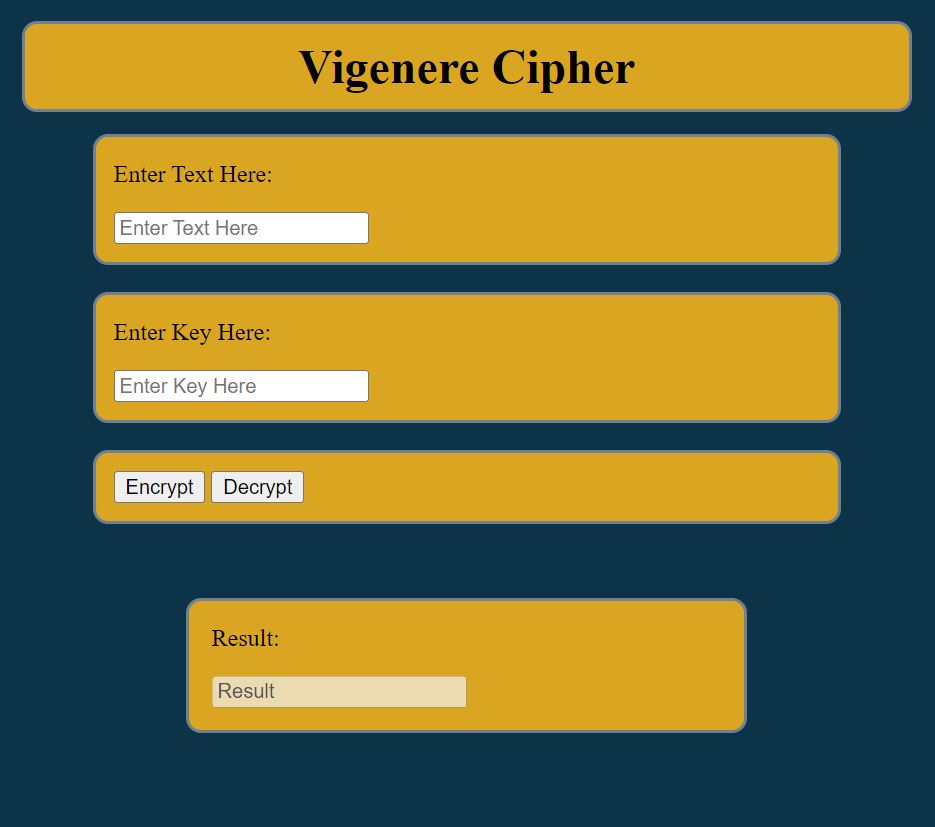 Vigenere Cipher
Enter Text Here:
Enter Text Here
Enter Key Here:
Enter Key Here
Encrypt Decrypt
Result:
Result